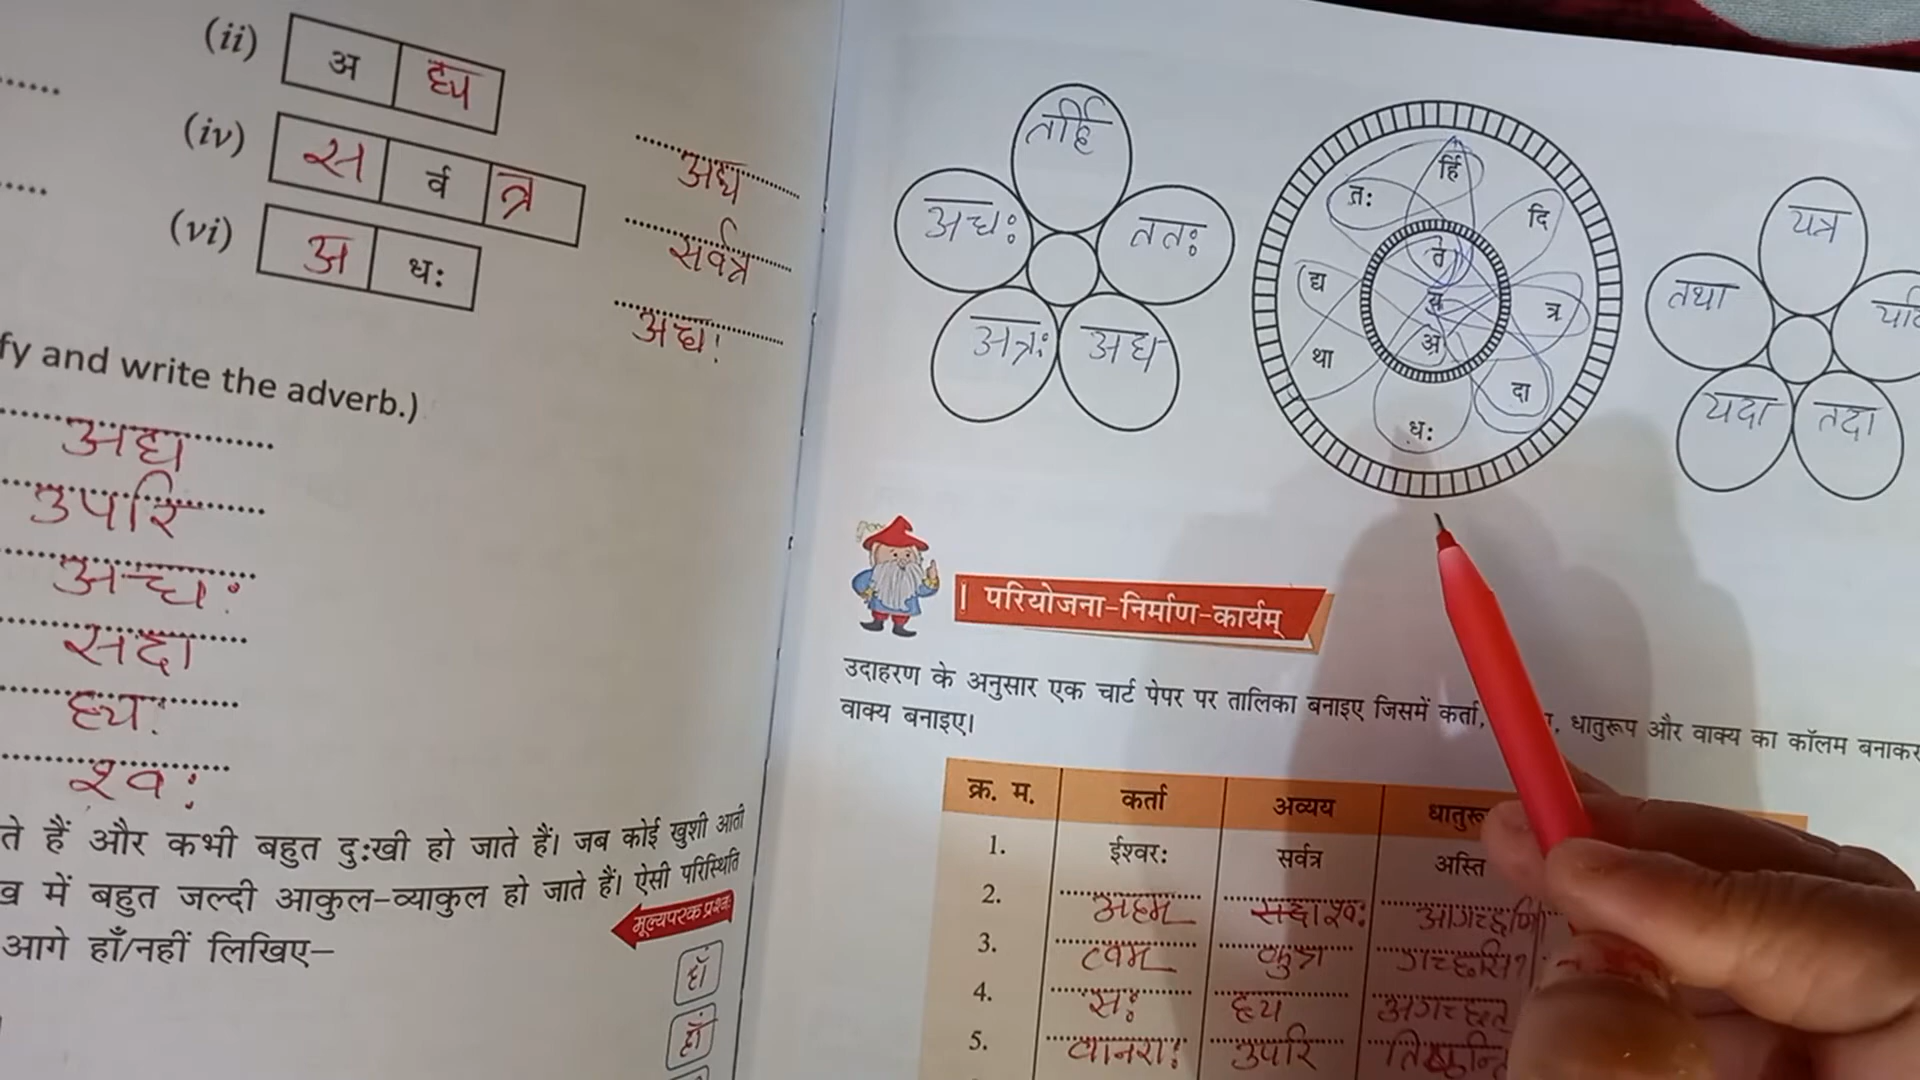 (ii) अ ह्य
(iv) स र्व त्र
(vi) अ धः
अद्य
सर्वत्र
अधः
fy and write the adverb.)
अद्य
उपरि
अधः
सदा
ह्यः
श्वः
ते हैं और कभी बहुत दुःखी हो जाते हैं। जब कोई खुशी आती
ख में बहुत जल्दी आकुल-व्याकुल हो जाते हैं। ऐसी परिस्थिति
मूल्यपरक प्रश्नः
आगे हाँ/नहीं लिखिए–
हाँ
हाँ
तर्हि
अधः ततः
अत्रः अद्य
र्हि
तः दि
द्य त्र
था दा
धः
अ
यत्र
तथा
यदा तदा
परियोजना-निर्माण-कार्यम्
उदाहरण के अनुसार एक चार्ट पेपर पर तालिका बनाइए जिसमें कर्ता, धातुरूप और वाक्य का कॉलम बनाकर
वाक्य बनाइए।
क्र. म. कर्ता अव्यय
1. ईश्वरः सर्वत्र अस्ति
2. अहम् श्वः
3. त्वम् कुत्र गच्छसि?
4. सः ह्य अगच्छत्
5. वानराः उपरि